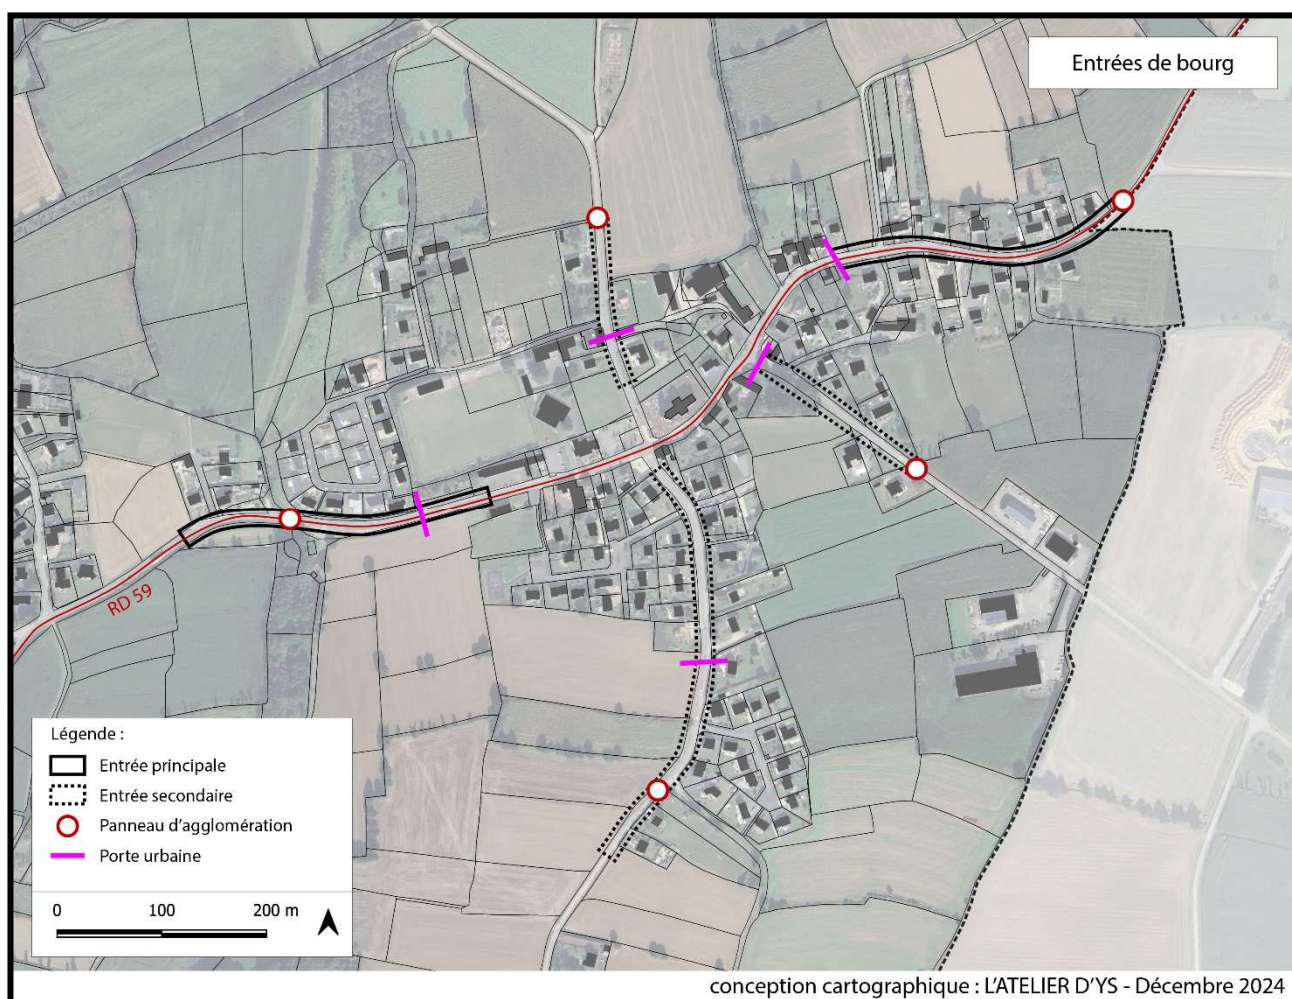 Entrées de bourg
RD 59
Légende :
Entrée principale
Entrée secondaire
Panneau d'agglomération
Porte urbaine
0 100 200 m
conception cartographique : L'ATELIER D'YS - Décembre 2024